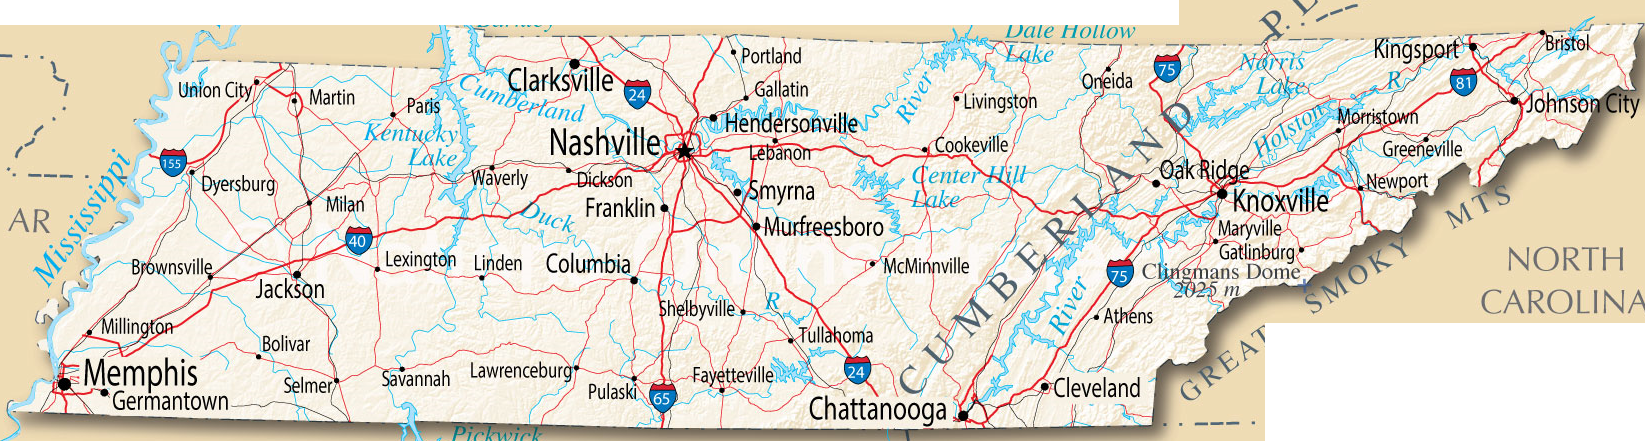 Barkley
PL
Dale Hollow
Lake
Portland
Clarksville
24
Gallatin
River
Livingston
Oneida
75
Norris
Lake
Kingsport
Bristol
81
R
Johnson City
Union City
Martin
Paris
Cumberland
Hendersonville
Holston
Morristown
Kentucky
Lake
Nashville
Lebanon
Cookeville
Greeneville
155
Dyersburg
Waverly
Dickson
Smyrna
Center Hill
Lake
Oak Ridge
Newport
Mississippi
AR
Milan
Duck
Franklin
Murfreesboro
Knoxville
Maryville
Gatlinburg
40
Brownsville
Lexington
Linden
Columbia
McMinnville
CUMBERLAND
75
Clingmans Dome
2025 m
GREAT SMOKY MTS
NORTH
CAROLINA
Jackson
Shelbyville
R
River
Athens
Millington
Bolivar
Tullahoma
Memphis
Germantown
Selmer
Savannah
Lawrenceburg
Pulaski
65
Fayetteville
24
Chattanooga
Cleveland
Pickwick